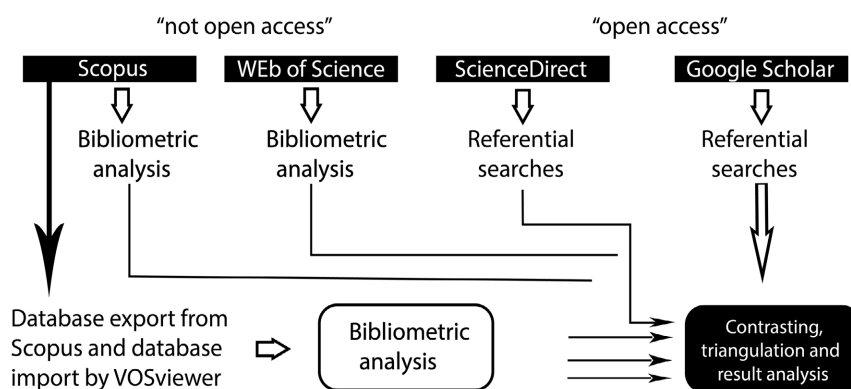 “not open access”
“open access”
Scopus
WEb of Science
ScienceDirect
Google Scholar
Bibliometric
analysis
Bibliometric
analysis
Referential
searches
Referential
searches
Database export from
Scopus and database
import by VOSviewer
Bibliometric
analysis
Contrasting,
triangulation and
result analysis